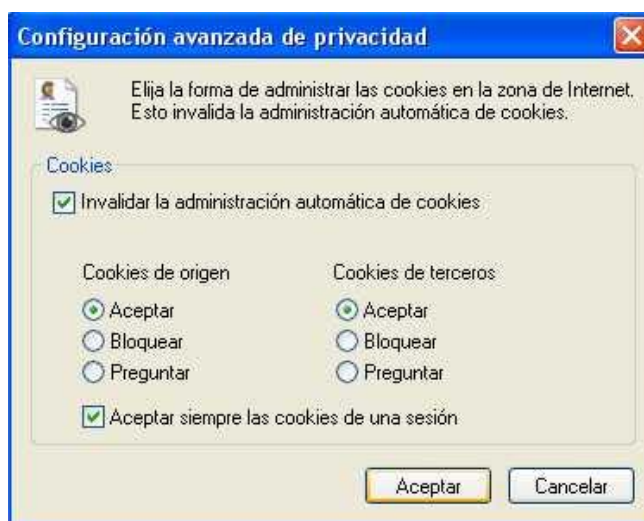 Configuración avanzada de privacidad
Elija la forma de administrar las cookies en la zona de Internet.
Esto invalida la administración automática de cookies.
Cookies
Invalidar la administración automática de cookies
Cookies de origen
Cookies de terceros
Aceptar
Aceptar
Bloquear
Bloquear
Preguntar
Preguntar
Aceptar siempre las cookies de una sesión
Aceptar
Cancelar